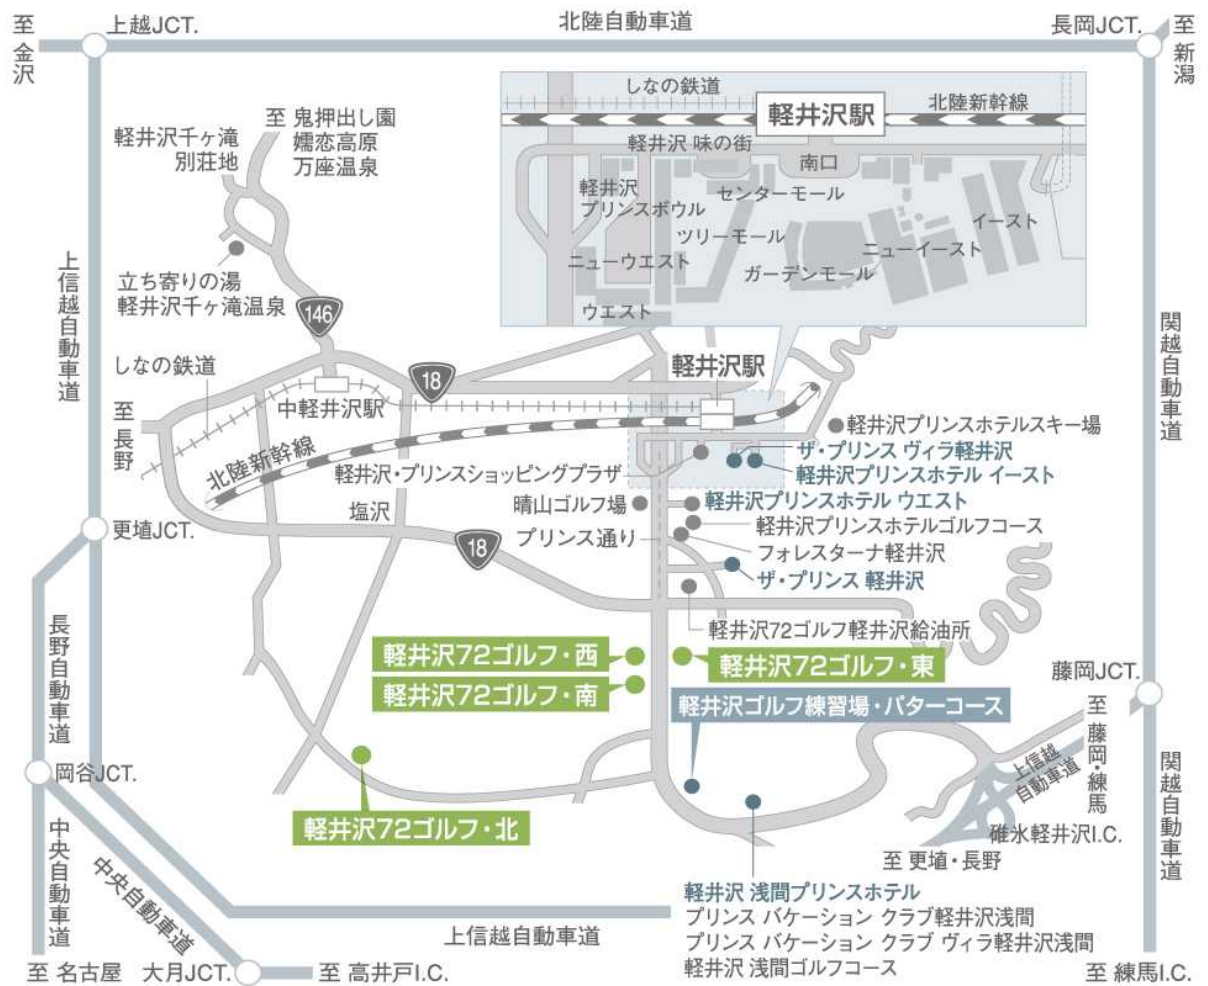 至 金沢
上越JCT.
北陸自動車道
長岡JCT.
至 新潟
しなの鉄道
軽井沢駅
北陸新幹線
軽井沢 味の街
南口
軽井沢
プリンスボウル
センターモール
ツリーモール
ニューウエスト
ガーデンモール
ニューイースト
イースト
ウエスト
至 鬼押出し園
嬬恋高原
万座温泉
軽井沢千ヶ滝
別荘地
立ち寄りの湯
軽井沢千ヶ滝温泉
上信越自動車道
関越自動車道
146
しなの鉄道
18
軽井沢駅
中軽井沢駅
至 長野
北陸新幹線
軽井沢プリンスホテルスキー場
ザ・プリンス ヴィラ軽井沢
軽井沢プリンスホテル イースト
軽井沢・プリンスショッピングプラザ
軽井沢プリンスホテル ウエスト
晴山ゴルフ場
塩沢
軽井沢プリンスホテルゴルフコース
プリンス通り
フォレスターナ軽井沢
更埴JCT.
18
ザ・プリンス 軽井沢
軽井沢72ゴルフ軽井沢給油所
長野自動車道
軽井沢72ゴルフ・西
軽井沢72ゴルフ・東
軽井沢72ゴルフ・南
軽井沢ゴルフ練習場・パターコース
藤岡JCT.
至 藤岡・練馬
上信越
自動車道
関越自動車道
岡谷JCT.
軽井沢72ゴルフ・北
碓氷軽井沢I.C.
至 更埴・長野
中央自動車道
中央自動車道
軽井沢 浅間プリンスホテル
プリンス バケーション クラブ軽井沢浅間
プリンス バケーション クラブ ヴィラ軽井沢浅間
軽井沢 浅間ゴルフコース
上信越自動車道
至 名古屋
大月JCT.
至 高井戸I.C.
至 練馬I.C.